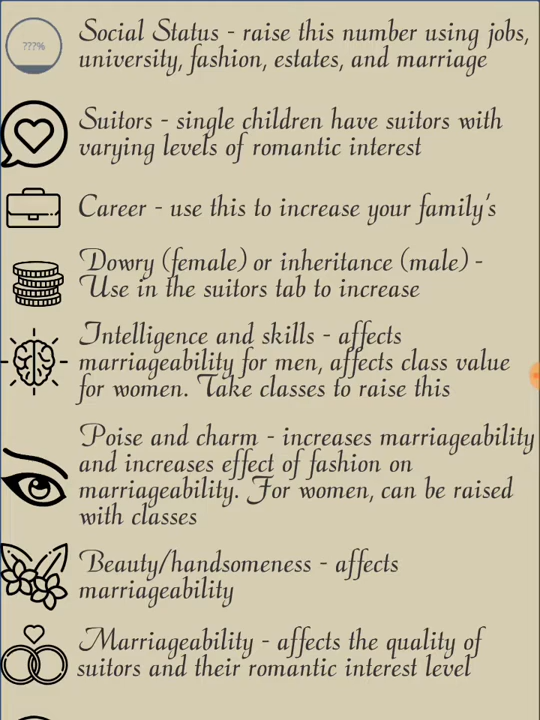 ???%
Social Status - raise this number using jobs,
university, fashion, estates, and marriage
Suitors - single children have suitors with
varying levels of romantic interest
Career - use this to increase your family's
Dowry (female) or inheritance (male) -
Use in the suitors tab to increase
Intelligence and skills - affects
marriageability for men, affects class value
for women. Take classes to raise this
Poise and charm - increases marriageability
and increases effect of fashion on
marriageability. For women, can be raised
with classes
Beauty/handsomeness - affects
marriageability
Marriageability - affects the quality of
suitors and their romantic interest level